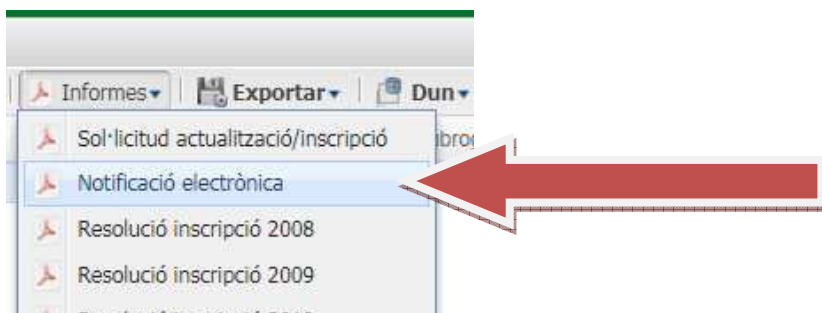 Informes Exportar Dun
Sol·licitud actualització/inscripció
Notificació electrònica
Resolució inscripció 2008
Resolució inscripció 2009